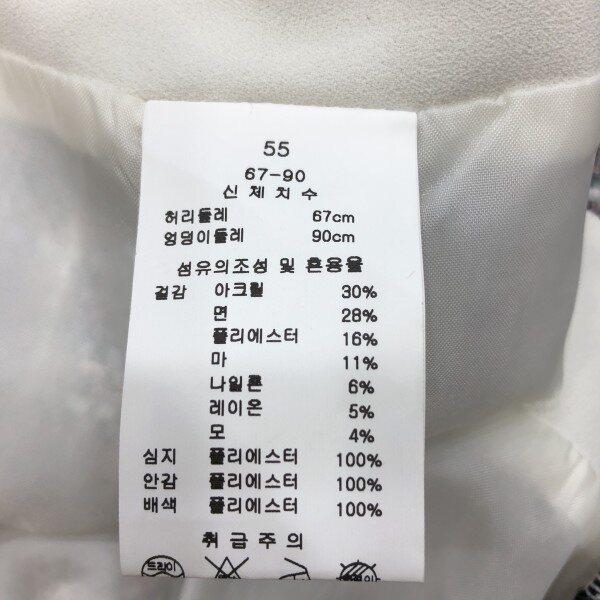 55
67-90
신체치수
허리둘레 67cm
엉덩이둘레 90cm
섬유의조성 및 혼용율
겉감 아크릴 30%
면 28%
폴리에스터 16%
마 11%
나일론 6%
레이온 5%
모 4%
심지 폴리에스터 100%
안감 폴리에스터 100%
배색 폴리에스터 100%
취급주의
드라이